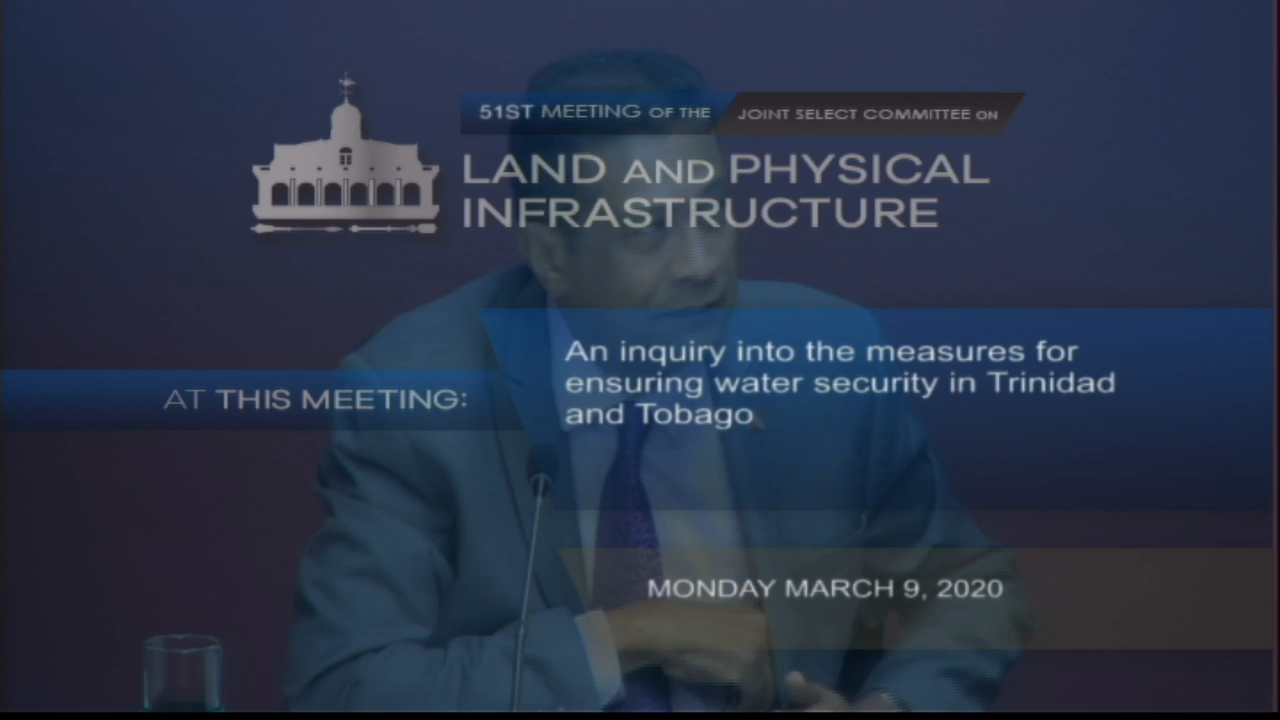 51ST MEETING OF THE JOINT SELECT COMMITTEE ON
LAND AND PHYSICAL
INFRASTRUCTURE
AT THIS MEETING:
An inquiry into the measures for
ensuring water security in Trinidad
and Tobago
MONDAY MARCH 9, 2020